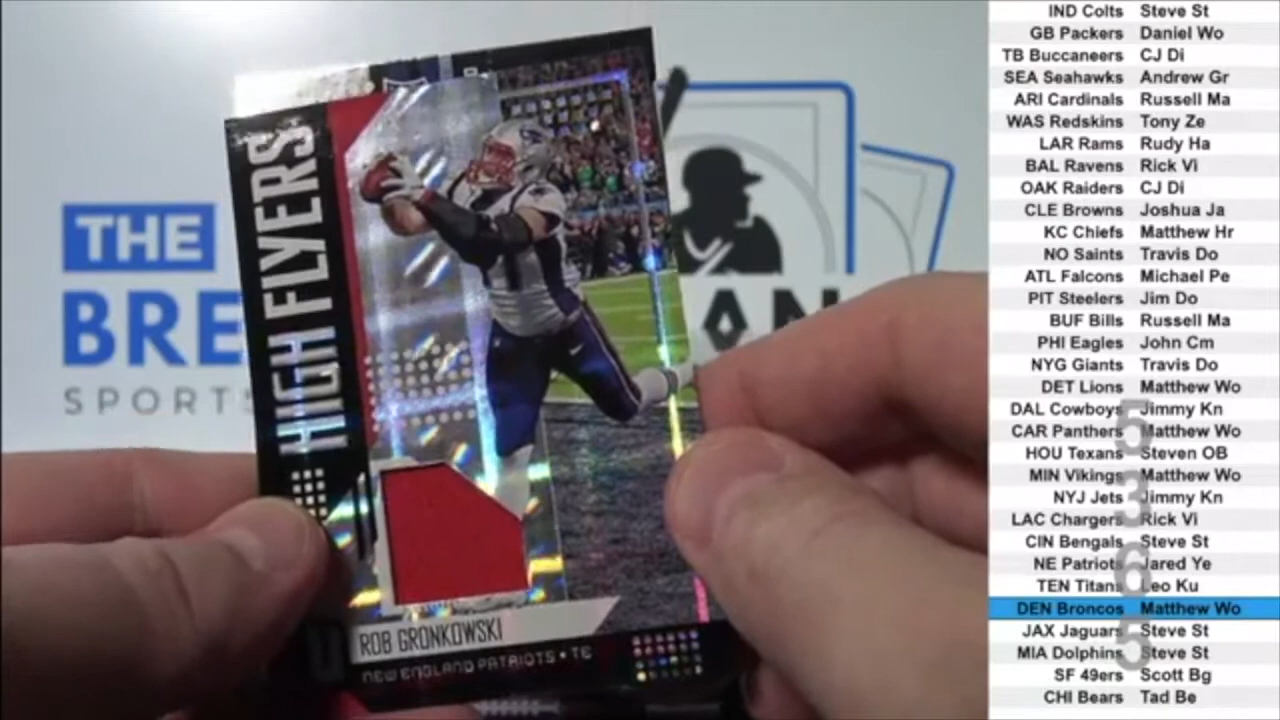 THE
BRE
SPORTS
AN
HIGH FLYERS
ROB GRONKOWSKI
NEW ENGLAND PATRIOTS • TE
IND Colts Steve St
GB Packers Daniel Wo
TB Buccaneers CJ Di
SEA Seahawks Andrew Gr
ARI Cardinals Russell Ma
WAS Redskins Tony Ze
LAR Rams Rudy Ha
BAL Ravens Rick Vi
OAK Raiders CJ Di
CLE Browns Joshua Ja
KC Chiefs Matthew Hr
NO Saints Travis Do
ATL Falcons Michael Pe
PIT Steelers Jim Do
BUF Bills Russell Ma
PHI Eagles John Cm
NYG Giants Travis Do
DET Lions Matthew Wo
DAL Cowboys Jimmy Kn
CAR Panthers Matthew Wo
HOU Texans Steven OB
MIN Vikings Matthew Wo
NYJ Jets Jimmy Kn
LAC Chargers Rick Vi
CIN Bengals Steve St
NE Patriots Jared Ye
TEN Titans Leo Ku
DEN Broncos Matthew Wo
JAX Jaguars Steve St
MIA Dolphins Steve St
SF 49ers Scott Bg
CHI Bears Tad Be